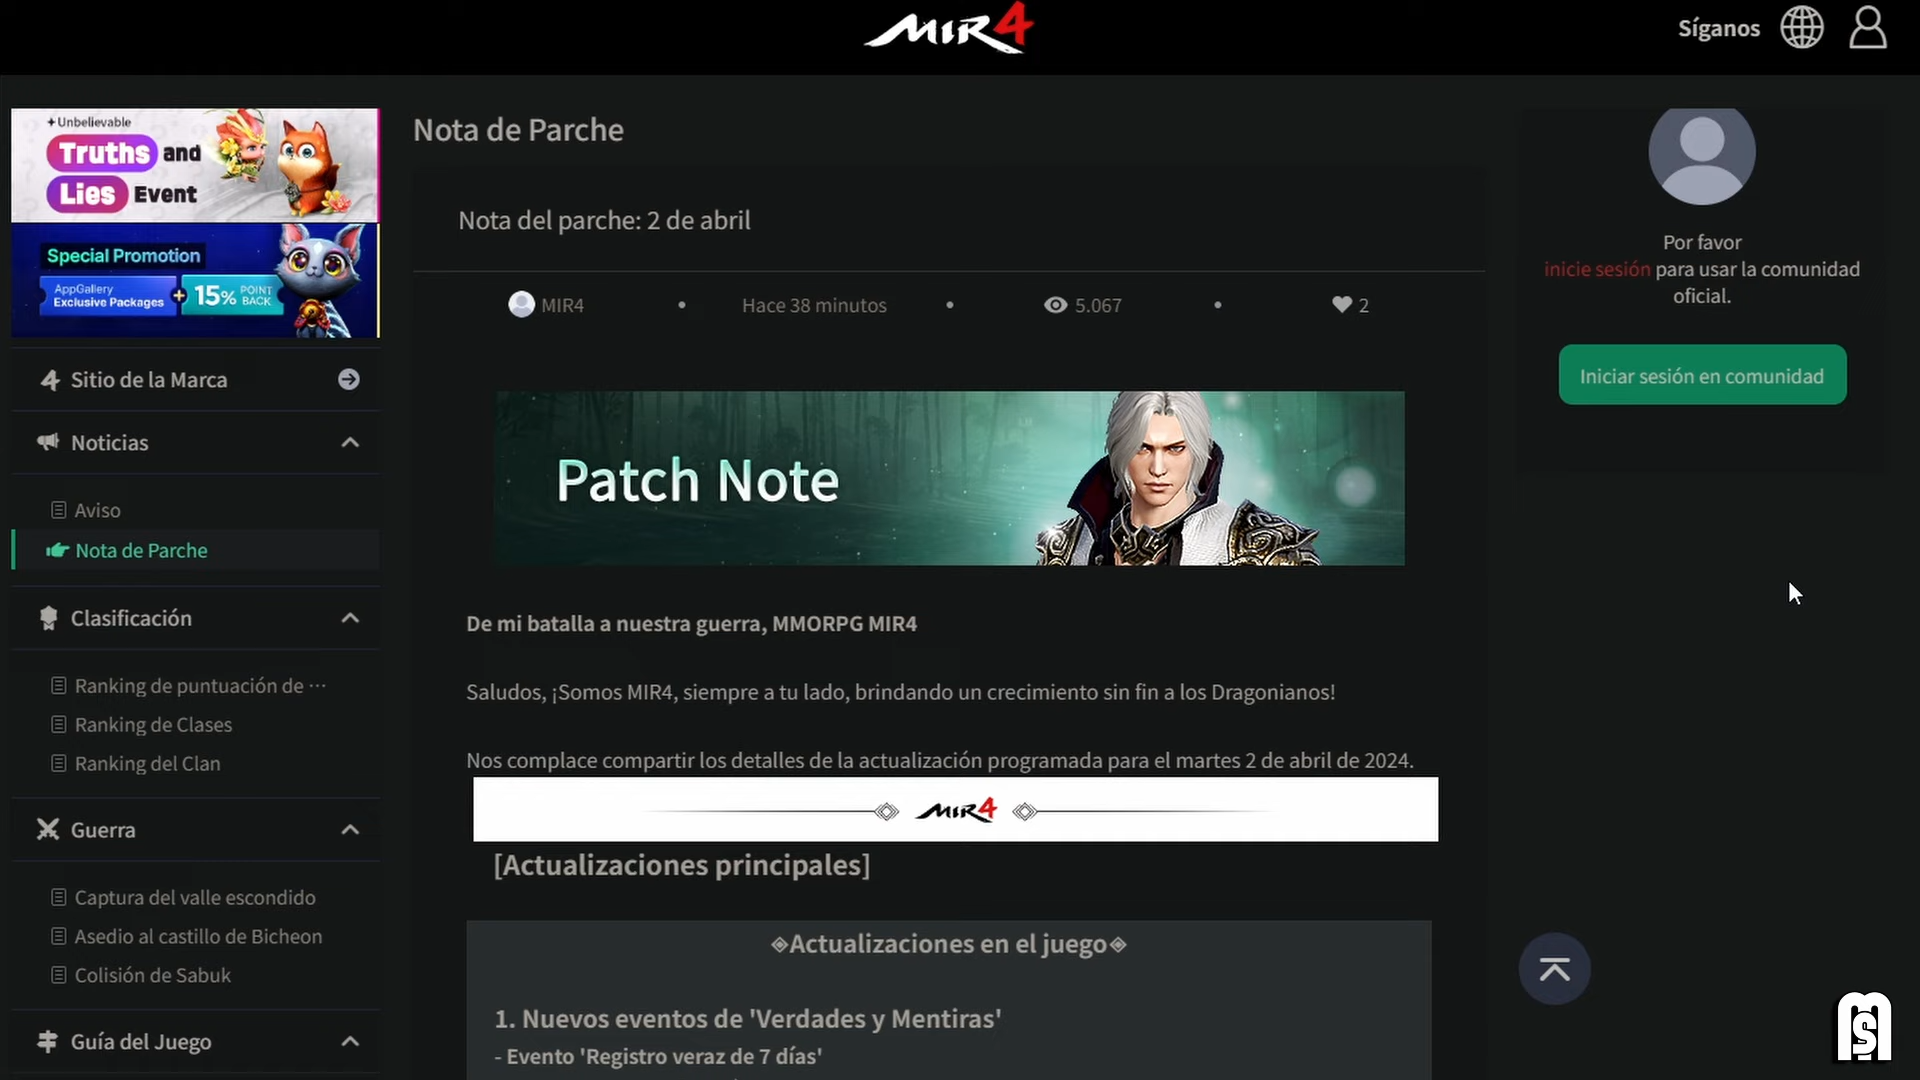 MIR4
Síganos
Unbelievable
Truths and
Lies Event
Special Promotion
AppGallery
Exclusive Packages
+
15% POINT
BACK
4 Sitio de la Marca
Noticias
Aviso
Nota de Parche
Clasificación
Ranking de puntuación de ···
Ranking de Clases
Ranking del Clan
Guerra
Captura del valle escondido
Asedio al castillo de Bicheon
Colisión de Sabuk
Guía del Juego
Nota de Parche
Nota del parche: 2 de abril
MIR4 • Hace 38 minutos • 5.067 • 2
Patch Note
De mi batalla a nuestra guerra, MMORPG MIR4
Saludos, ¡Somos MIR4, siempre a tu lado, brindando un crecimiento sin fin a los Dragonianos!
Nos complace compartir los detalles de la actualización programada para el martes 2 de abril de 2024.
MIR4
[Actualizaciones principales]
◈Actualizaciones en el juego◈
1. Nuevos eventos de 'Verdades y Mentiras'
- Evento 'Registro veraz de 7 días'
Por favor
inicie sesión para usar la comunidad
oficial.
Iniciar sesión en comunidad